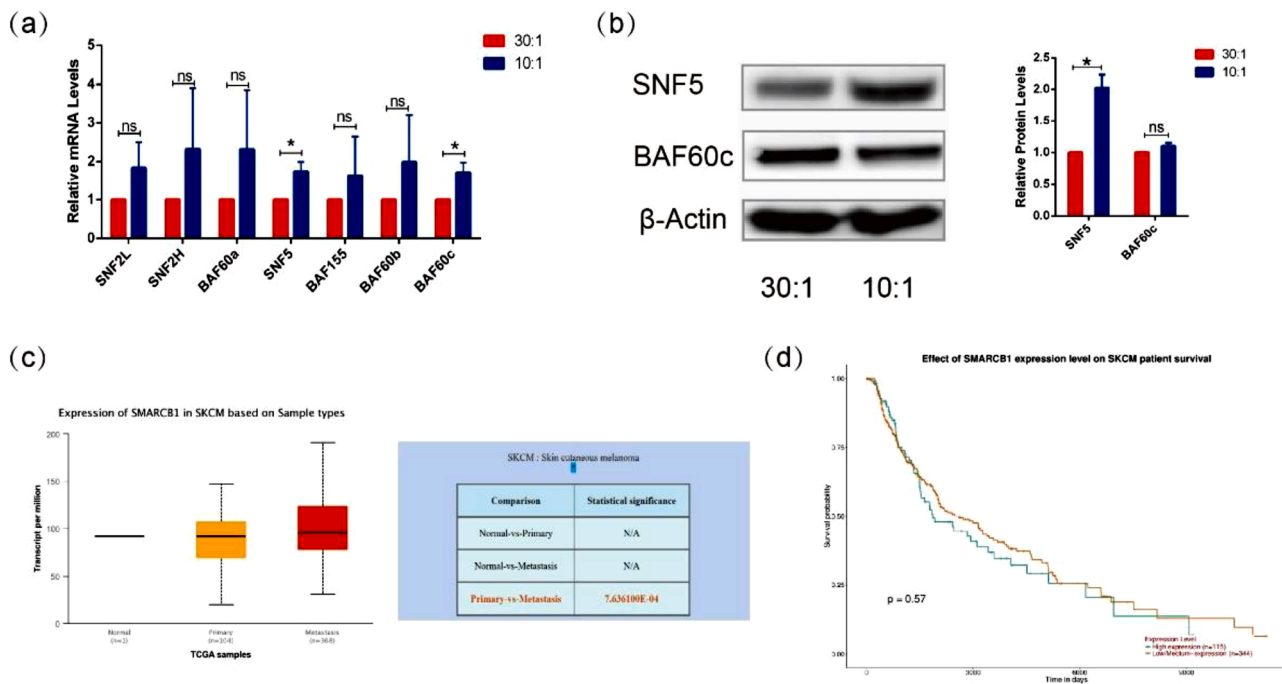 (a)
30:1
10:1
Relative mRNA Levels
5
4
3
2
1
0
ns
ns
ns
*
ns
ns
*
SNF2L
SNF2H
BAF60a
SNF5
BAF155
BAF60b
BAF60c
(b)
SNF5
BAF60c
β-Actin
30:1 10:1
30:1
10:1
Relative Protein Levels
2.5
2.0
1.5
1.0
0.5
0.0
*
ns
SNF5
BAF60c
(c)
Expression of SMARCB1 in SKCM based on Sample types
Transcript per million
200
150
100
50
0
Normal
(n=1)
Primary
(n=104)
Metastasis
(n=368)
TCGA samples
SKCM : Skin cutaneous melanoma
Comparison Statistical significance
Normal-vs-Primary N/A
Normal-vs-Metastasis N/A
Primary-vs-Metastasis 7.636100E-04
(d)
Effect of SMARCB1 expression level on SKCM patient survival
Survival probability
1.00
0.75
0.50
0.25
0.00
p = 0.57
Expression Level
High expression (n=115)
Low/Medium-expression (n=344)
0 3000 6000 9000
Time in days